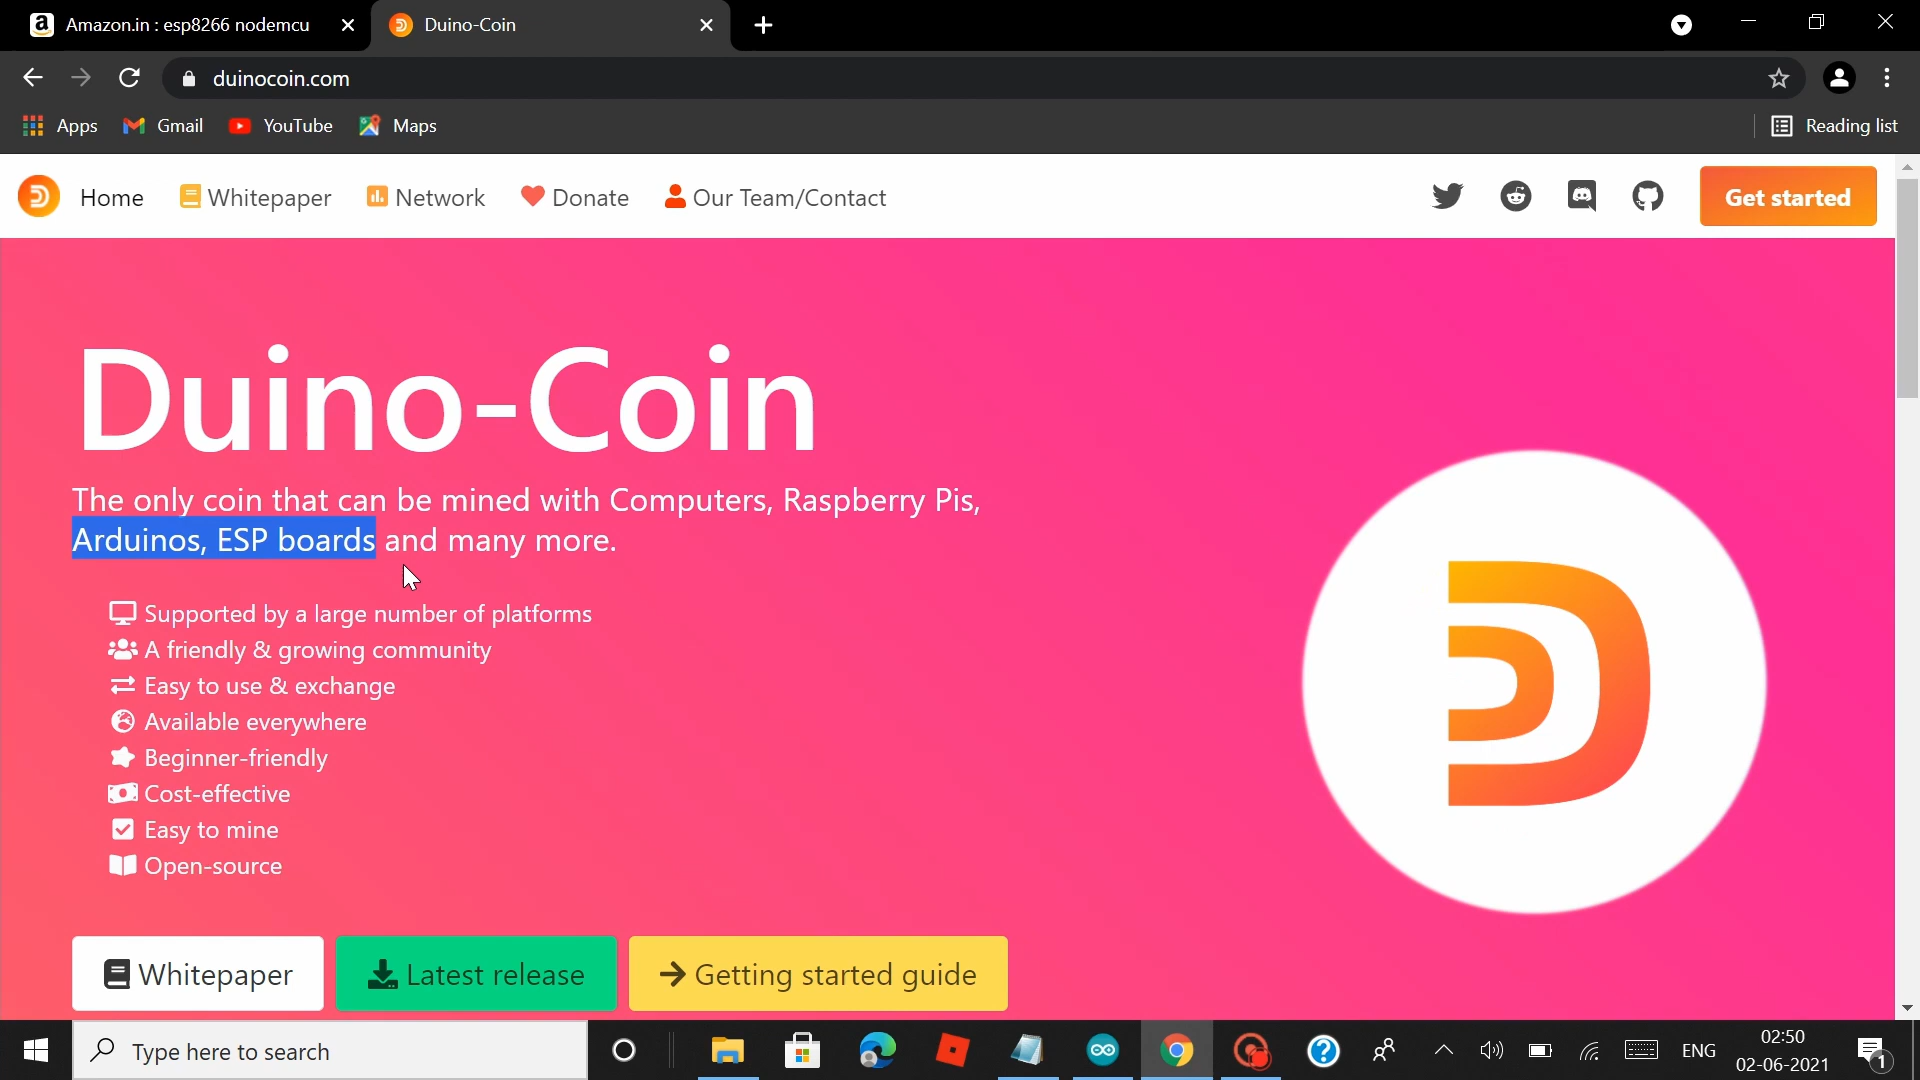 Amazon.in : esp8266 nodemcu
Duino-Coin
duinocoin.com
Apps
Gmail
YouTube
Maps
Reading list
Home
Whitepaper
Network
Donate
Our Team/Contact
Get started
Duino-Coin
The only coin that can be mined with Computers, Raspberry Pis,
Arduinos, ESP boards and many more.
Supported by a large number of platforms
A friendly & growing community
Easy to use & exchange
Available everywhere
Beginner-friendly
Cost-effective
Easy to mine
Open-source
Whitepaper
Latest release
Getting started guide
Type here to search
ENG
02:50
02-06-2021
1